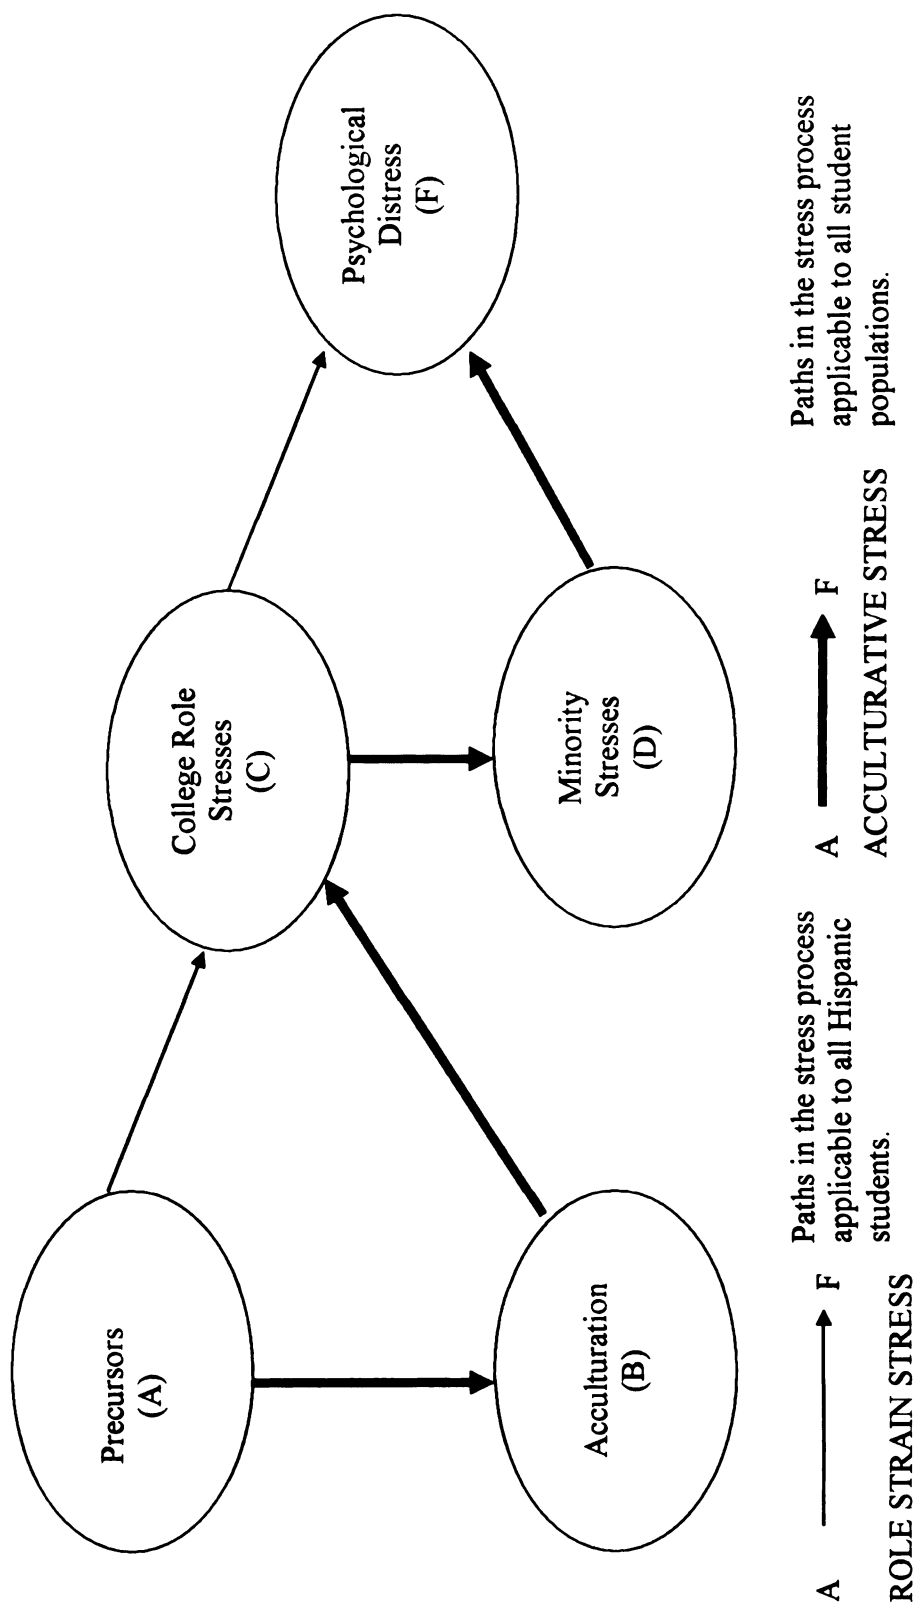 Precursors
(A)
College Role
Stresses
(C)
Psychological
Distress
(F)
Acculturation
(B)
Minority
Stresses
(D)
A
F
Paths in the stress process
applicable to all Hispanic
students.
ROLE STRAIN STRESS
A
F
Paths in the stress process
applicable to all student
populations.
ACCULTURATIVE STRESS